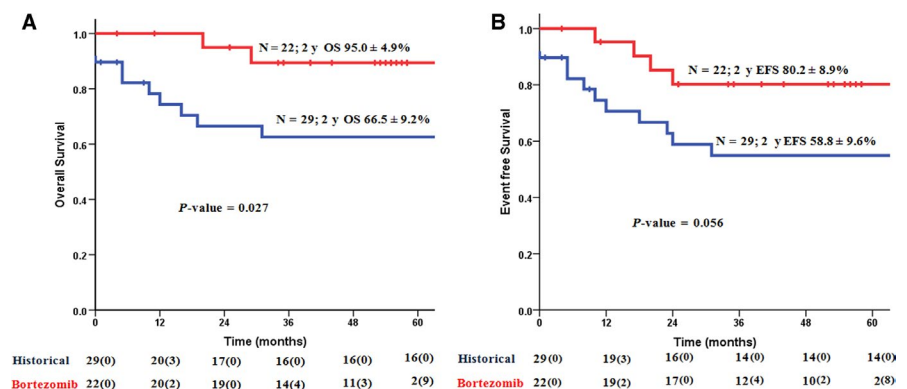 A
Overall Survival
1.0
0.8
0.6
0.4
0.2
0.0
N = 22; 2 y OS 95.0 ± 4.9%
N = 29; 2 y OS 66.5 ± 9.2%
P-value = 0.027
0 12 24 36 48 60
Time (months)
Historical 29(0) 20(3) 17(0) 16(0) 16(0) 16(0)
Bortezomib 22(0) 20(2) 19(0) 14(4) 11(3) 2(9)
B
Event free Survival
1.0
0.8
0.6
0.4
0.2
0.0
N = 22; 2 y EFS 80.2 ± 8.9%
N = 29; 2 y EFS 58.8 ± 9.6%
P-value = 0.056
0 12 24 36 48 60
Time (months)
Historical 29(0) 19(3) 16(0) 14(0) 14(0) 14(0)
Bortezomib 22(0) 19(2) 17(0) 12(4) 10(2) 2(8)